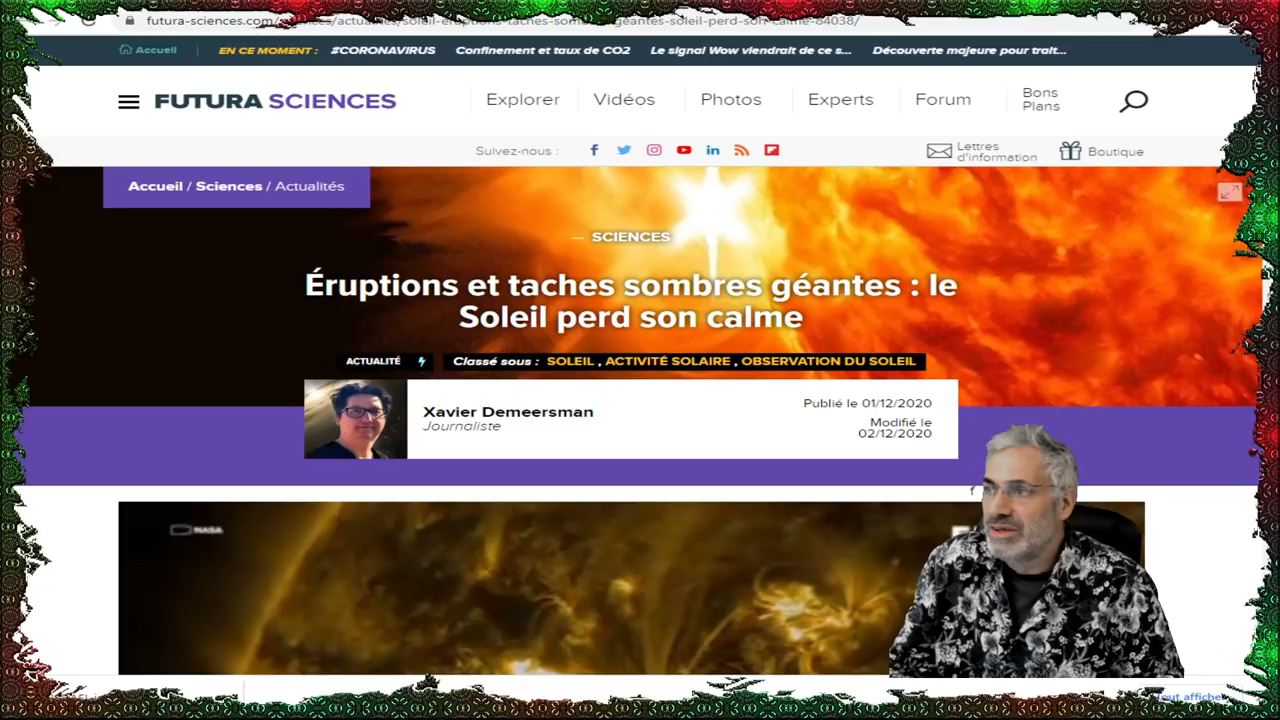 futura-sciences.com/
🏠 Accueil EN CE MOMENT : #CORONAVIRUS Confinement et taux de CO2 Le signal Wow viendrait de ce s... Découverte majeure pour trait...
FUTURA SCIENCES Explorer Vidéos Photos Experts Forum Bons
Plans
Suivez-nous : Lettres
d'information Boutique
Accueil / Sciences / Actualités
— SCIENCES
Éruptions et taches sombres géantes : le
Soleil perd son calme
ACTUALITÉ Classé sous : SOLEIL , ACTIVITÉ SOLAIRE , OBSERVATION DU SOLEIL
Xavier Demeersman
Journaliste
Publié le 01/12/2020
Modifié le
02/12/2020
NASA